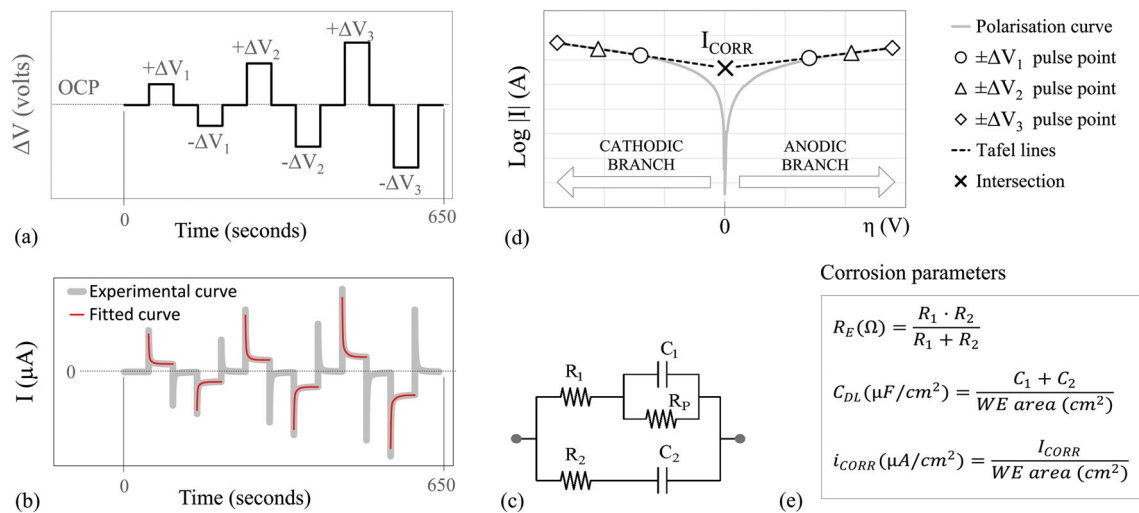 +ΔV3
+ΔV2
+ΔV1
OCP
ΔV (volts)
-ΔV1
-ΔV2
-ΔV3
0
650
Time (seconds)
(a)
Experimental curve
Fitted curve
I (μA)
0
0
650
Time (seconds)
(b)
C1
R1
RP
R2
C2
(c)
ICORR
Log |I| (A)
CATHODIC
BRANCH
ANODIC
BRANCH
0
η (V)
(d)
Polarisation curve
±ΔV1 pulse point
±ΔV2 pulse point
±ΔV3 pulse point
Tafel lines
Intersection
Corrosion parameters
RE(Ω) = R1 · R2 / R1 + R2
CDL(μF/cm²) = C1 + C2 / WE area (cm²)
iCORR(μA/cm²) = ICORR / WE area (cm²)
(e)